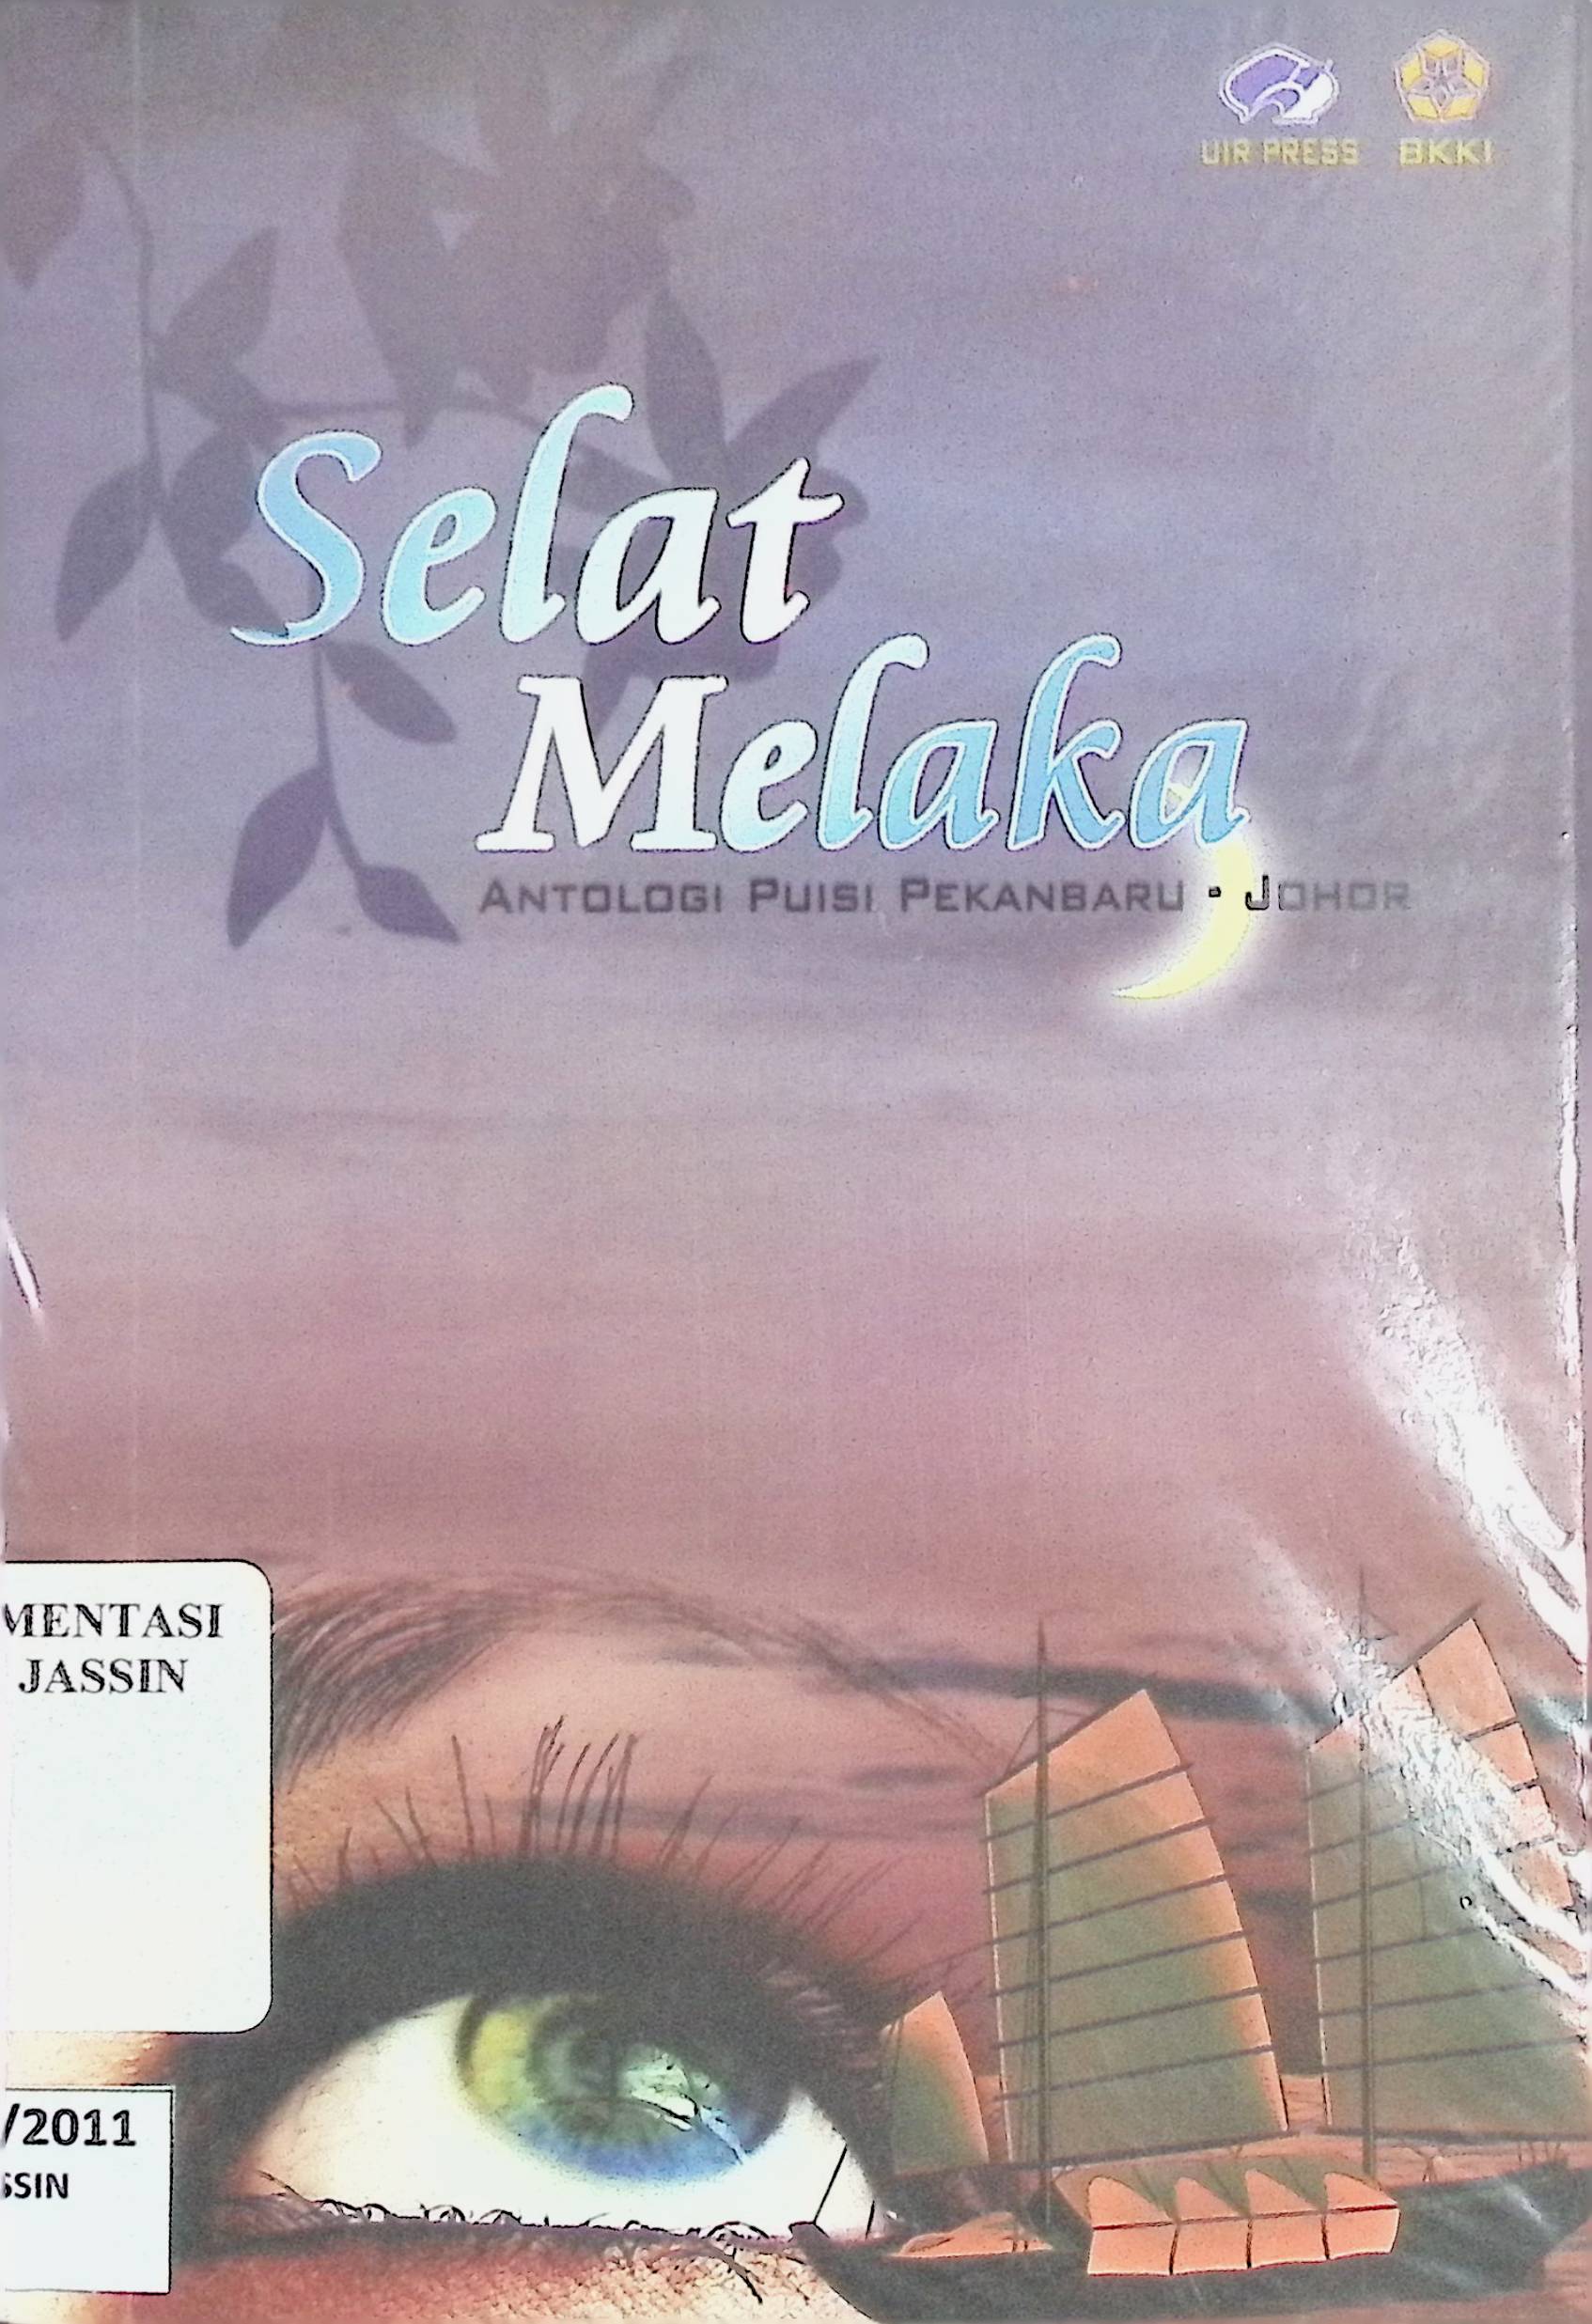 UIR PRESS BKKI
Selat
Melaka
ANTOLOGI PUISI PEKANBARU - JOHOR
MENTASI
JASSIN
/2011
SSIN